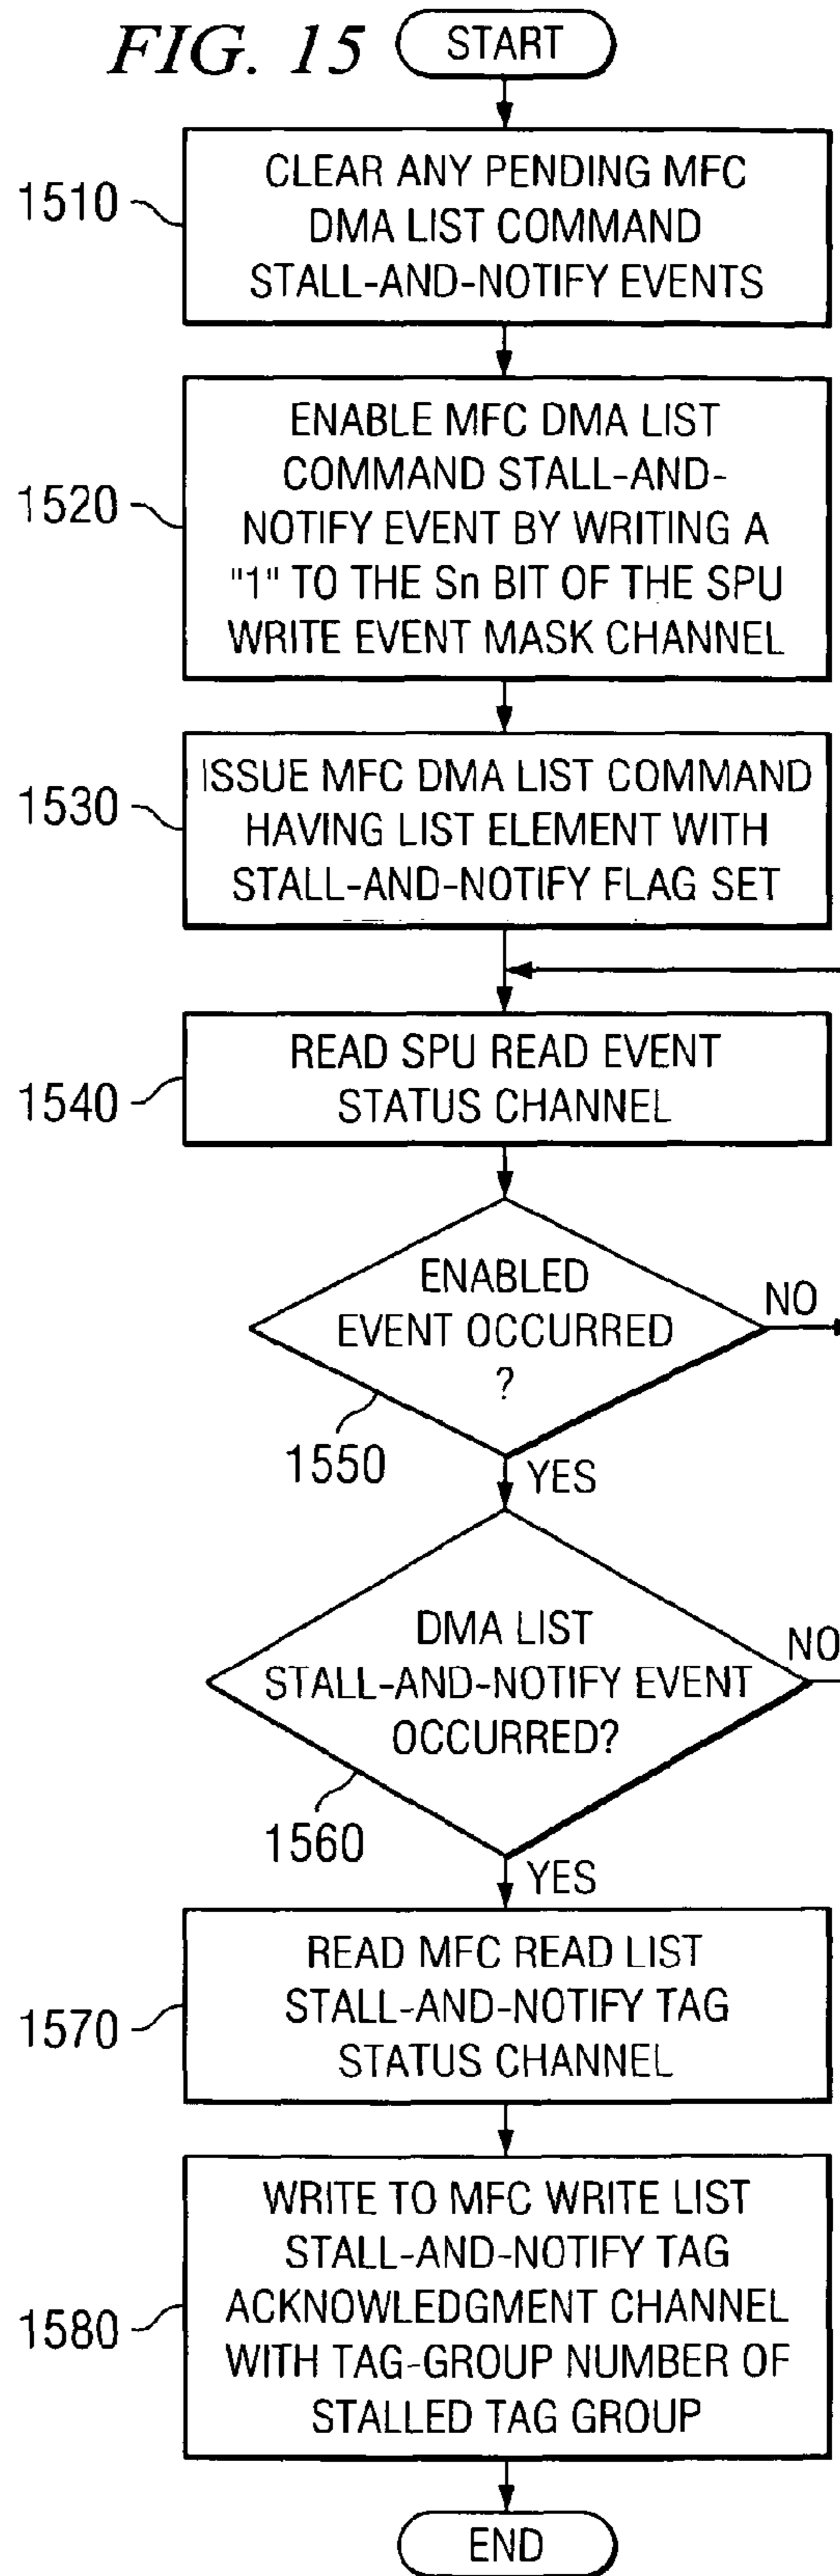 FIG. 15
START
1510
CLEAR ANY PENDING MFC
DMA LIST COMMAND
STALL-AND-NOTIFY EVENTS
1520
ENABLE MFC DMA LIST
COMMAND STALL-AND-
NOTIFY EVENT BY WRITING A
"1" TO THE Sn BIT OF THE SPU
WRITE EVENT MASK CHANNEL
1530
ISSUE MFC DMA LIST COMMAND
HAVING LIST ELEMENT WITH
STALL-AND-NOTIFY FLAG SET
1540
READ SPU READ EVENT
STATUS CHANNEL
ENABLED
EVENT OCCURRED
?
NO
1550
YES
DMA LIST
STALL-AND-NOTIFY EVENT
OCCURRED?
NO
1560
YES
1570
READ MFC READ LIST
STALL-AND-NOTIFY TAG
STATUS CHANNEL
1580
WRITE TO MFC WRITE LIST
STALL-AND-NOTIFY TAG
ACKNOWLEDGMENT CHANNEL
WITH TAG-GROUP NUMBER OF
STALLED TAG GROUP
END